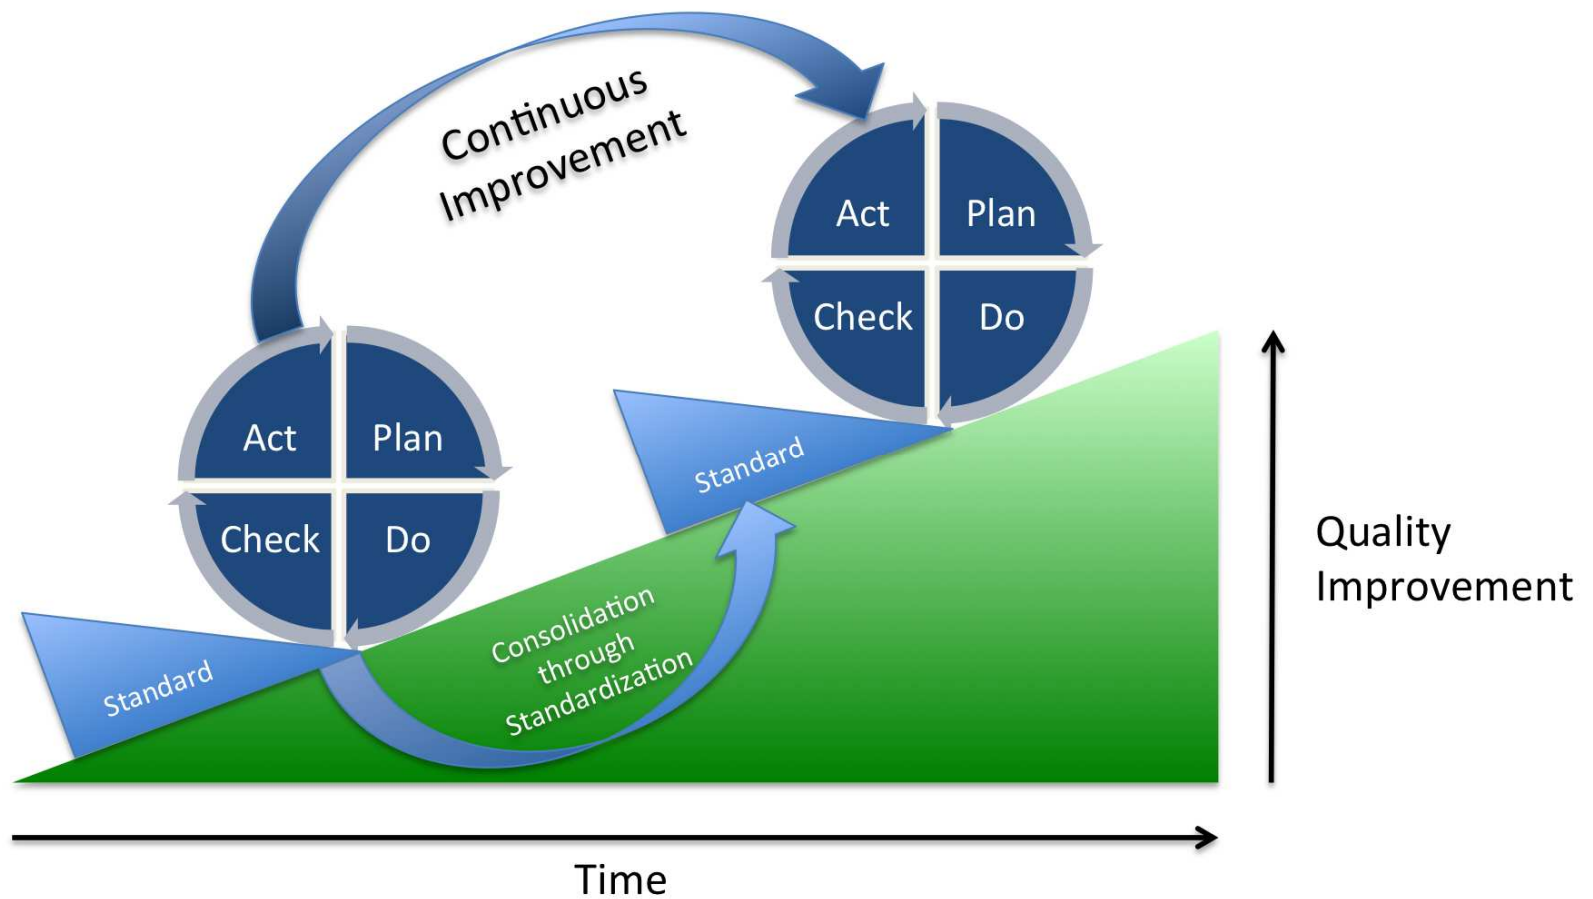 Continuous
Improvement
Act
Plan
Check
Do
Act
Plan
Check
Do
Standard
Standard
Consolidation
through
Standardization
Quality
Improvement
Time